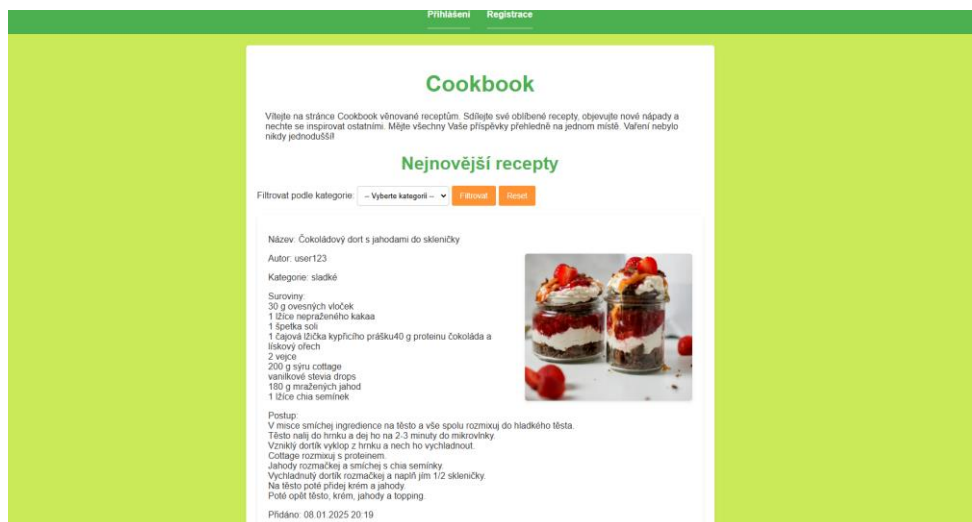 Přihlášení Registrace
Cookbook
Vítejte na stránce Cookbook věnované receptům. Sdílejte své oblíbené recepty, objevujte nové nápady a
nechte se inspirovat ostatními. Mějte všechny Vaše příspěvky přehledně na jednom místě. Vaření nebylo
nikdy jednodušší!
Nejnovější recepty
Filtrovat podle kategorie: -- Vyberte kategorii -- Filtrovat Reset
Název: Čokoládový dort s jahodami do skleničky
Autor: user123
Kategorie: sladké
Suroviny:
30 g ovesných vloček
1 lžíce nepraženého kakaa
1 špetka soli
1 čajová lžička kypřicího prášku40 g proteinu čokoláda a
lískový ořech
2 vejce
200 g sýru cottage
vanilkové stevia drops
180 g mražených jahod
1 lžíce chia semínek
Postup:
V misce smíchej ingredience na těsto a vše spolu rozmixuj do hladkého těsta.
Těsto nalij do hrnku a dej ho na 2-3 minuty do mikrovlnky.
Vzniklý dortík vyklop z hrnku a nech ho vychladnout.
Cottage rozmixuj s proteinem.
Jahody rozmačkej a smíchej s chia semínky.
Vychladnutý dortík rozmačkej a naplň jím 1/2 skleničky.
Na těsto poté přidej krém a jahody.
Poté opět těsto, krém, jahody a topping.
Přidáno: 08.01.2025 20:19